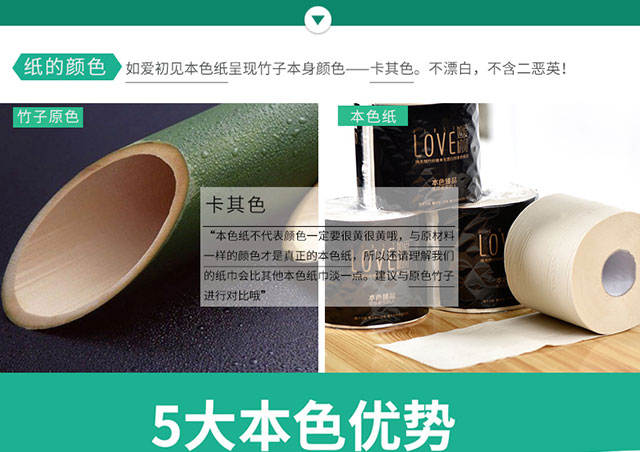 纸的颜色
如爱初见本色纸呈现竹子本身颜色——卡其色。不漂白，不含二恶英！
竹子原色
本色纸
LOVE
本色臻品
卡其色
“本色纸不代表颜色一定要很黄很黄哦，与原材料
一样的颜色才是真正的本色纸，所以还请理解我们
的纸巾会比其他本色纸巾淡一点。建议与原色竹子
进行对比哦”
LO
本色臻品
5大本色优势